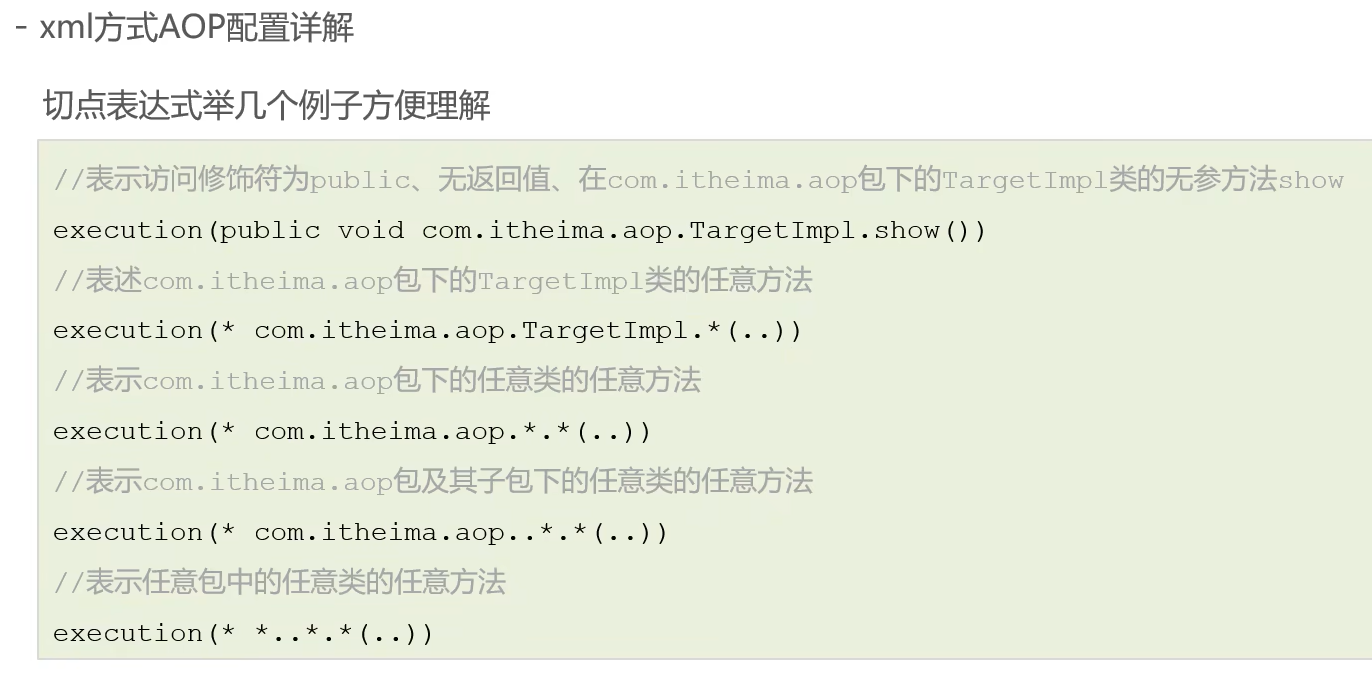 - xml方式AOP配置详解
切点表达式举几个例子方便理解
//表示访问修饰符为public、无返回值、在com.itheima.aop包下的TargetImpl类的无参方法show
execution(public void com.itheima.aop.TargetImpl.show())
//表述com.itheima.aop包下的TargetImpl类的任意方法
execution(* com.itheima.aop.TargetImpl.*(..))
//表示com.itheima.aop包下的任意类的任意方法
execution(* com.itheima.aop.*.*(..))
//表示com.itheima.aop包及其子包下的任意类的任意方法
execution(* com.itheima.aop..*.*(..))
//表示任意包中的任意类的任意方法
execution(* *..*.*(..))